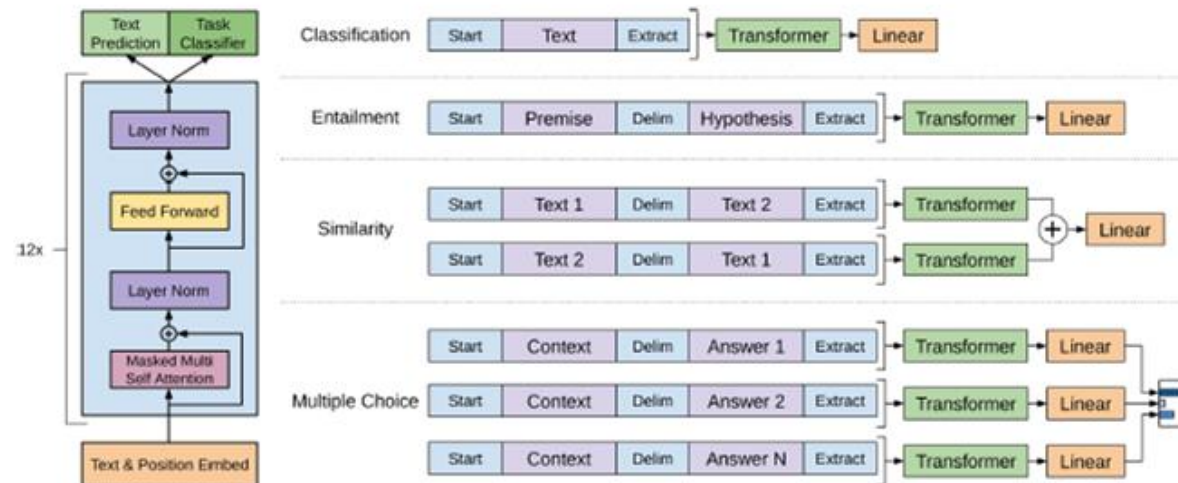 Text
Prediction
Task
Classifier
12x
Layer Norm
Feed Forward
Layer Norm
Masked Multi
Self Attention
Text & Position Embed
Classification
Start Text Extract Transformer Linear
Entailment
Start Premise Delim Hypothesis Extract Transformer Linear
Similarity
Start Text 1 Delim Text 2 Extract Transformer
Start Text 2 Delim Text 1 Extract Transformer
Linear
Multiple Choice
Start Context Delim Answer 1 Extract Transformer Linear
Start Context Delim Answer 2 Extract Transformer Linear
Start Context Delim Answer N Extract Transformer Linear